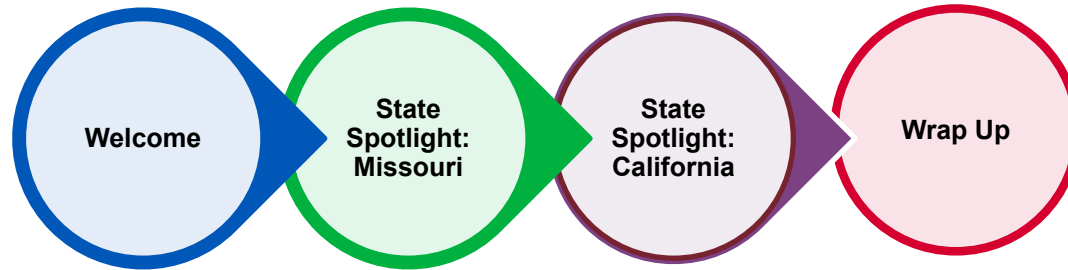 Welcome
State
Spotlight:
Missouri
State
Spotlight:
California
Wrap Up